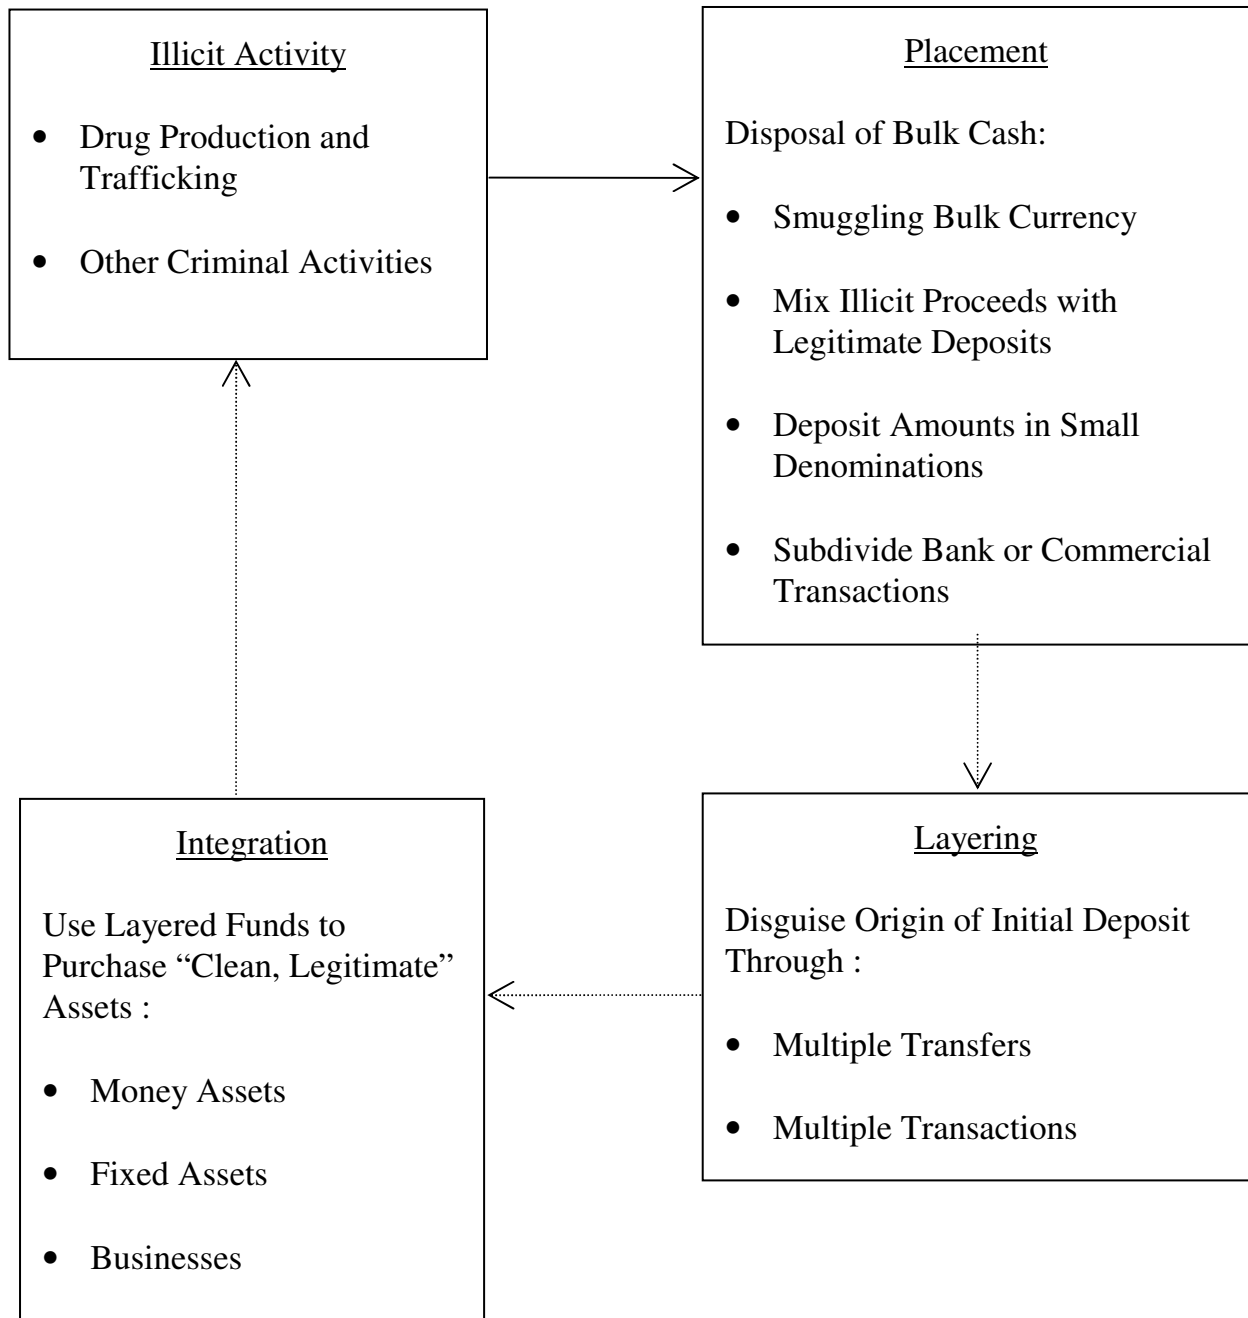 Illicit Activity
• Drug Production and
Trafficking
• Other Criminal Activities
Placement
Disposal of Bulk Cash:
• Smuggling Bulk Currency
• Mix Illicit Proceeds with
Legitimate Deposits
• Deposit Amounts in Small
Denominations
• Subdivide Bank or Commercial
Transactions
Layering
Disguise Origin of Initial Deposit
Through :
• Multiple Transfers
• Multiple Transactions
Integration
Use Layered Funds to
Purchase “Clean, Legitimate”
Assets :
• Money Assets
• Fixed Assets
• Businesses